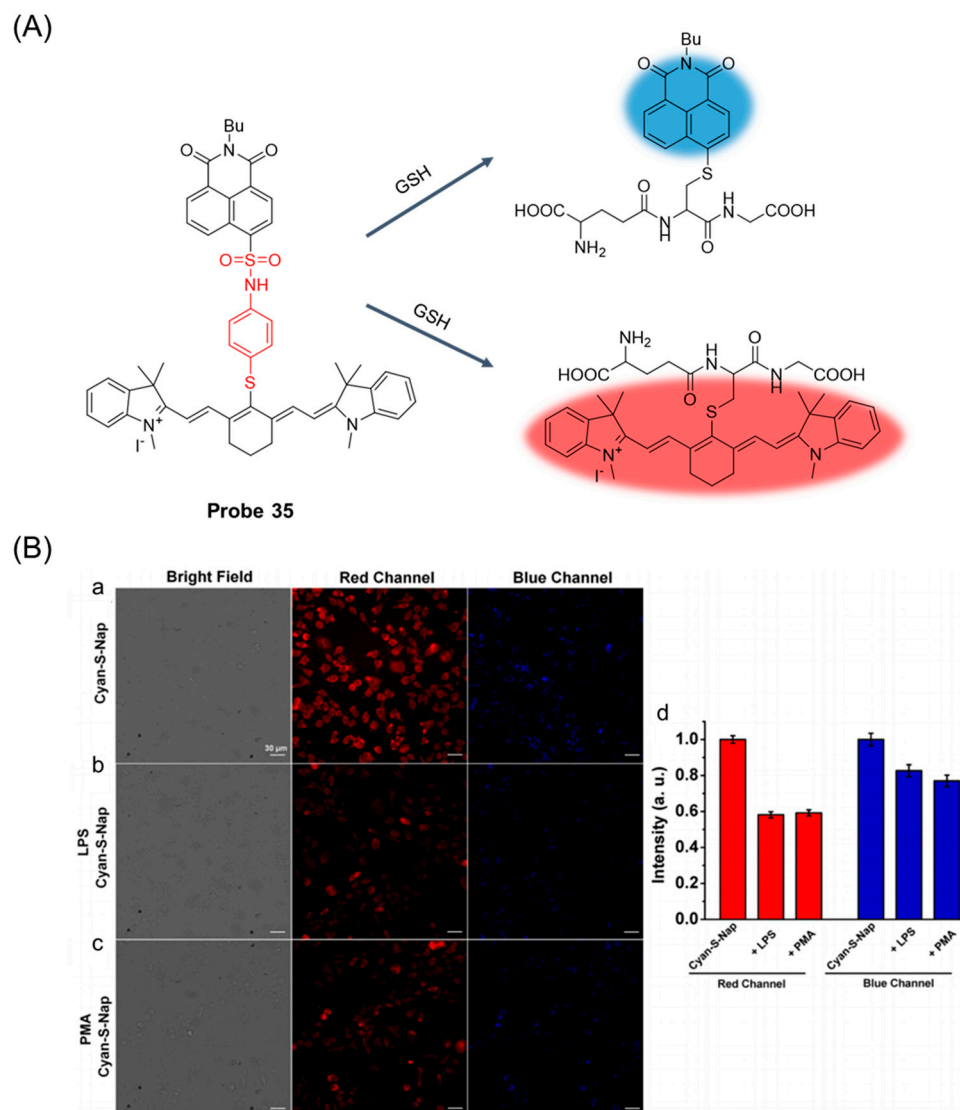 (A)
Bu
O N O
O=S=O
NH
S
N+
I-
N
Probe 35
GSH
GSH
Bu
O N O
S
HOOC
NH2
O
N
H
O
H
N
COOH
NH2
HOOC
O
H
N
O
N
H
COOH
S
N+
I-
N
(B)
Bright Field Red Channel Blue Channel
a
Cyan-S-Nap
30 μm
b
LPS
Cyan-S-Nap
c
PMA
Cyan-S-Nap
d
Intensity (a. u.)
1.0
0.8
0.6
0.4
0.2
0.0
Cyan-S-Nap + LPS + PMA Cyan-S-Nap + LPS + PMA
Red Channel Blue Channel